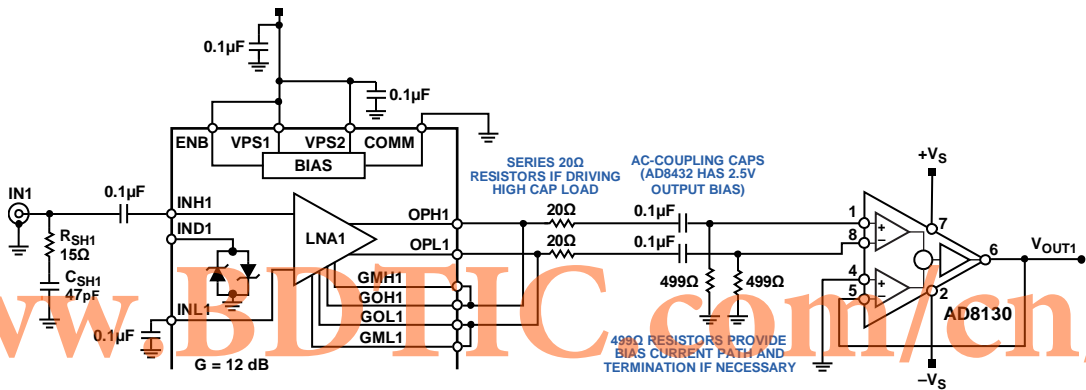 0.1µF
0.1µF
ENB
VPS1
VPS2
COMM
BIAS
SERIES 20Ω
RESISTORS IF DRIVING
HIGH CAP LOAD
AC-COUPLING CAPS
(AD8432 HAS 2.5V
OUTPUT BIAS)
+VS
IN1
0.1µF
INH1
OPH1
20Ω
0.1µF
1
7
IND1
LNA1
OPL1
20Ω
0.1µF
8
6
VOUT1
RSH1
15Ω
CSH1
47pF
GMH1
GOH1
GOL1
GML1
499Ω
499Ω
4
5
2
AD8130
INL1
0.1µF
G = 12 dB
499Ω RESISTORS PROVIDE
BIAS CURRENT PATH AND
TERMINATION IF NECESSARY
–VS
www.BDTIC.com/cn/